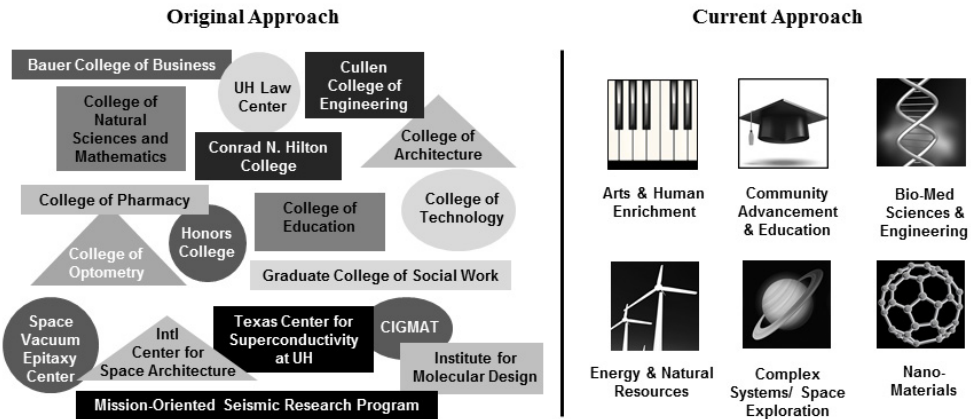 Original Approach
Bauer College of Business
UH Law
Center
Cullen
College of
Engineering
College of
Natural
Sciences and
Mathematics
Conrad N. Hilton
College
College of
Architecture
College of Pharmacy
College of
Optometry
Honors
College
College of
Education
College of
Technology
Graduate College of Social Work
Space
Vacuum
Epitaxy
Center
Intl
Center for
Space Architecture
Texas Center for
Superconductivity
at UH
CIGMAT
Institute for
Molecular Design
Mission-Oriented Seismic Research Program
Current Approach
Arts & Human
Enrichment
Community
Advancement
& Education
Bio-Med
Sciences &
Engineering
Energy & Natural
Resources
Complex
Systems/ Space
Exploration
Nano-
Materials